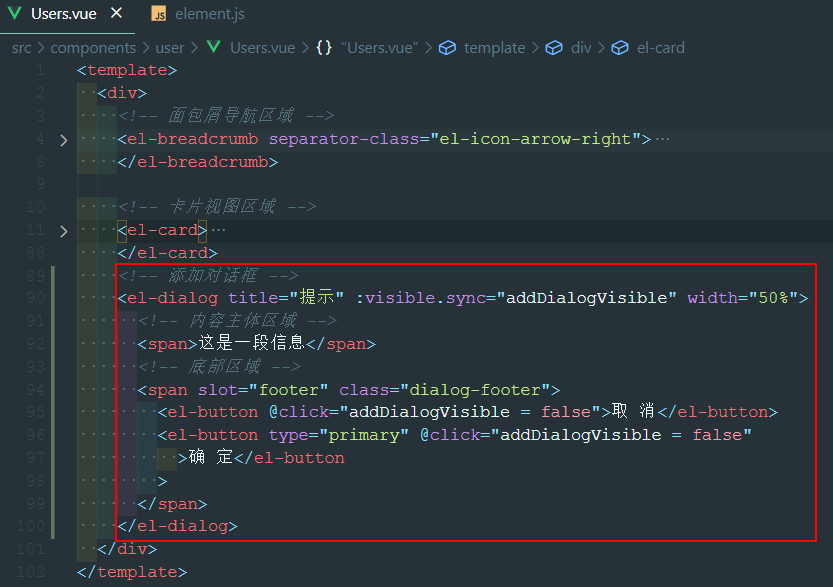 Users.vue × JS element.js
src > components > user > Users.vue > {} "Users.vue" > template > div > el-card
1 <template>
2 <div>
3 <!-- 面包屑导航区域 -->
4 <el-breadcrumb separator-class="el-icon-arrow-right">…
8 </el-breadcrumb>
9
10 <!-- 卡片视图区域 -->
11 <el-card>…
88 </el-card>
89 <!-- 添加对话框 -->
90 <el-dialog title="提示" :visible.sync="addDialogVisible" width="50%">
91 <!-- 内容主体区域 -->
92 <span>这是一段信息</span>
93 <!-- 底部区域 -->
94 <span slot="footer" class="dialog-footer">
95 <el-button @click="addDialogVisible = false">取 消</el-button>
96 <el-button type="primary" @click="addDialogVisible = false"
97 >确 定</el-button
98 >
99 </span>
100 </el-dialog>
101 </div>
102 </template>